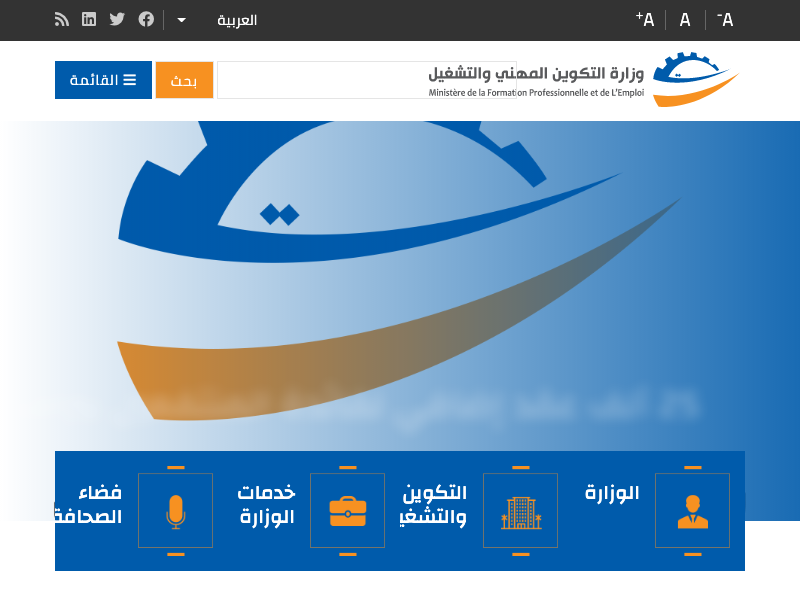 -A
A
+A
العربية
وزارة التكوين المهني والتشغيل
Ministère de la Formation Professionnelle et de L'Emploi
بحث
القائمة
الوزارة
التكوين
والتشغي
خدمات
الوزارة
فضاء
الصحافة